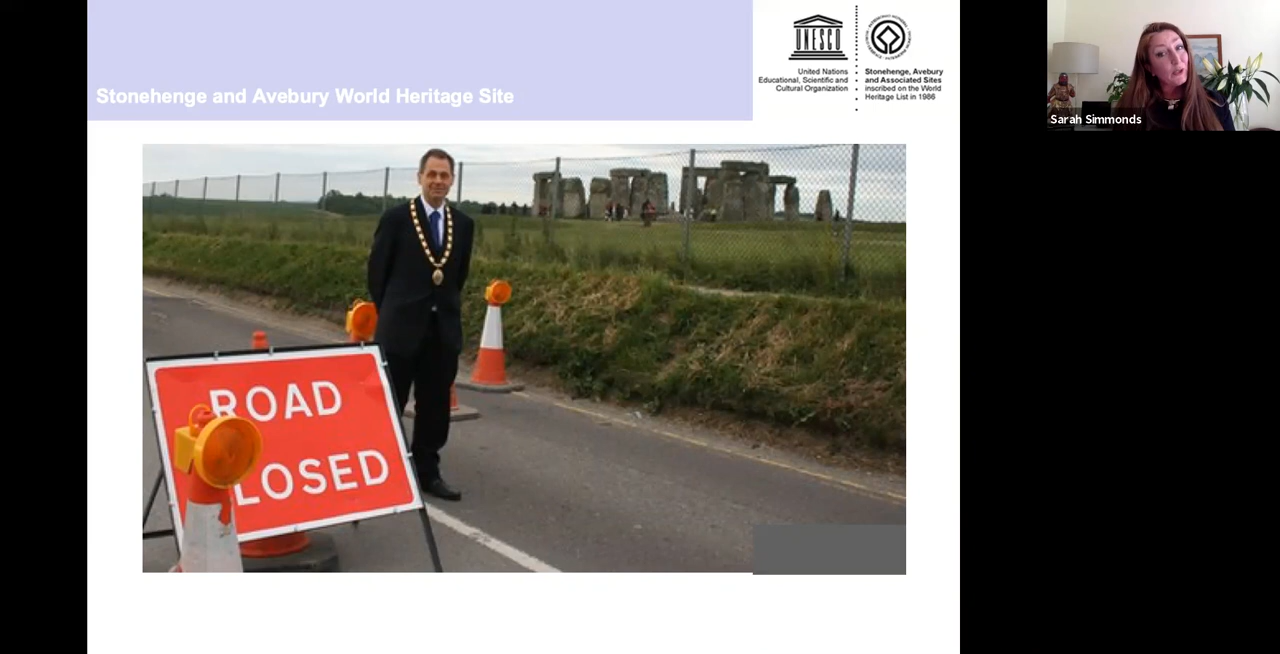 Stonehenge and Avebury World Heritage Site
UNESCO
United Nations
Educational, Scientific and
Cultural Organization
Stonehenge, Avebury
and Associated Sites
inscribed on the World
Heritage List in 1986
Sarah Simmonds
ROAD
LOSED